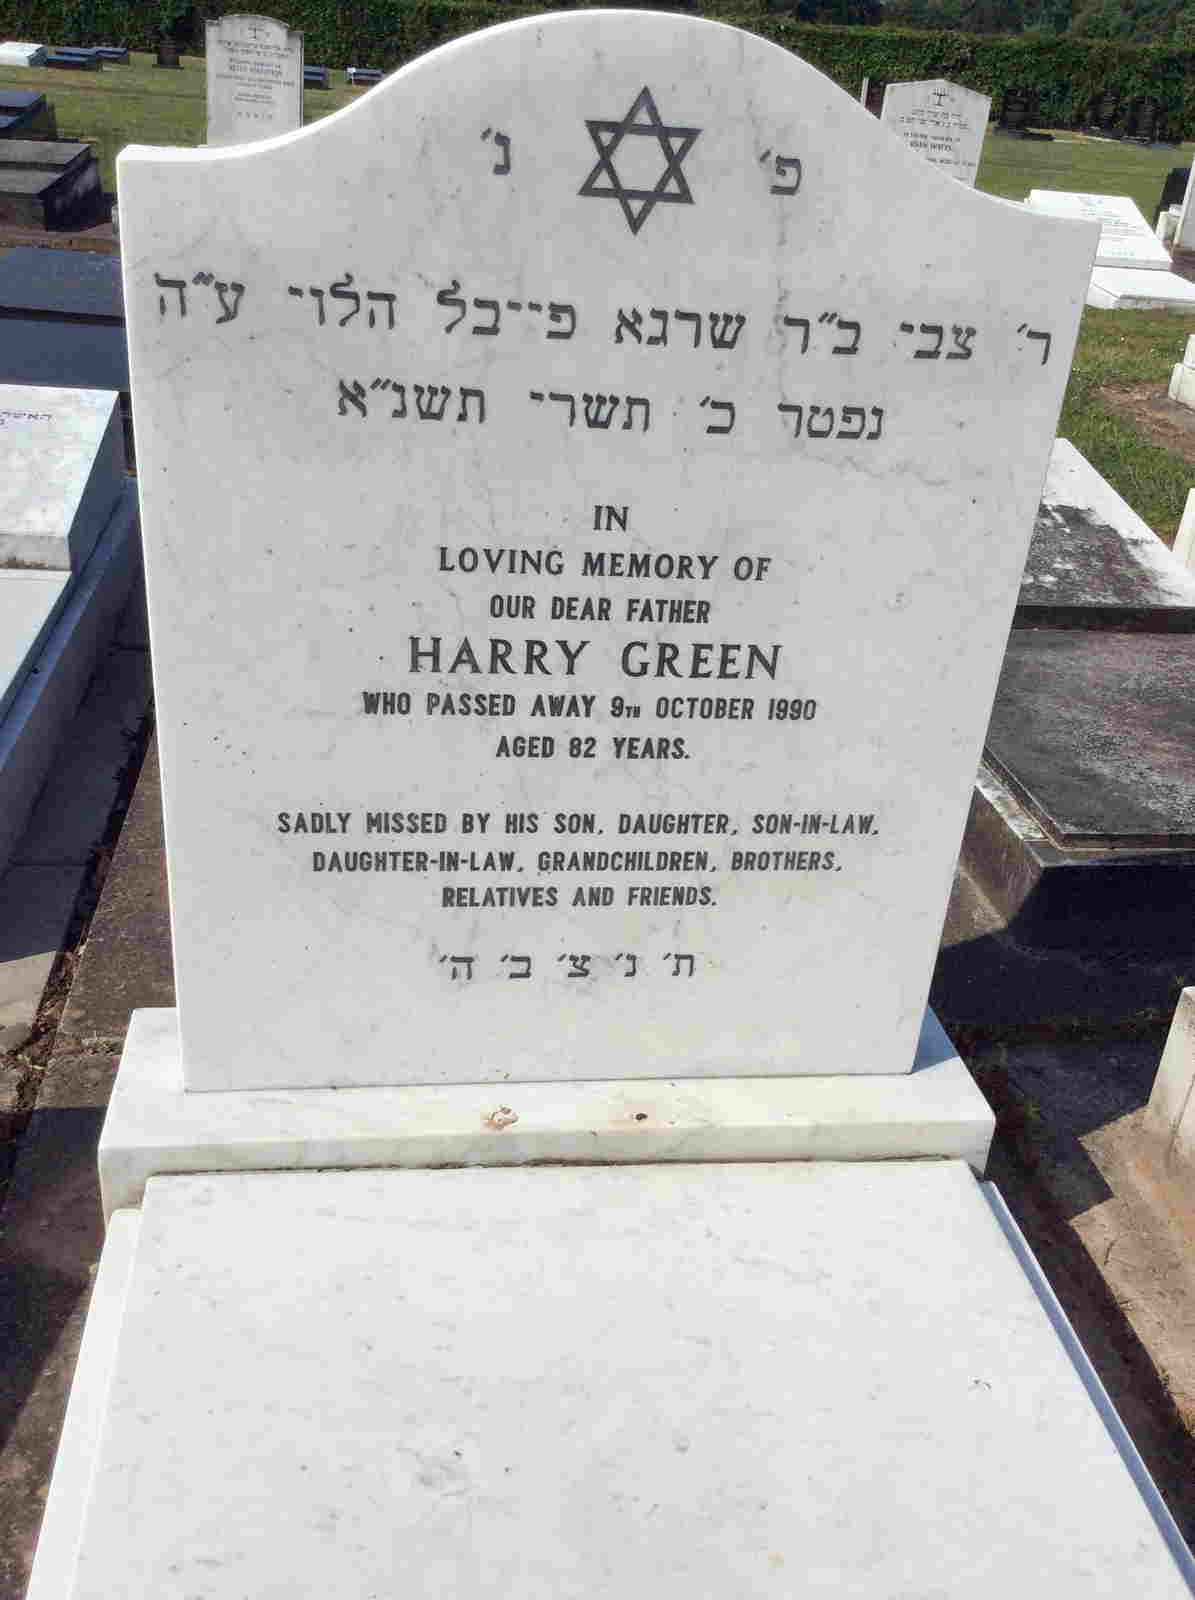 פ׳ נ׳
ר׳ צבי ב״ר שרגא פייבל הלוי ע״ה
נפטר כ׳ תשרי תשנ״א
IN
LOVING MEMORY OF
OUR DEAR FATHER
HARRY GREEN
WHO PASSED AWAY 9TH OCTOBER 1990
AGED 82 YEARS.
SADLY MISSED BY HIS SON, DAUGHTER, SON-IN-LAW,
DAUGHTER-IN-LAW, GRANDCHILDREN, BROTHERS,
RELATIVES AND FRIENDS.
ת׳ נ׳ צ׳ ב׳ ה׳